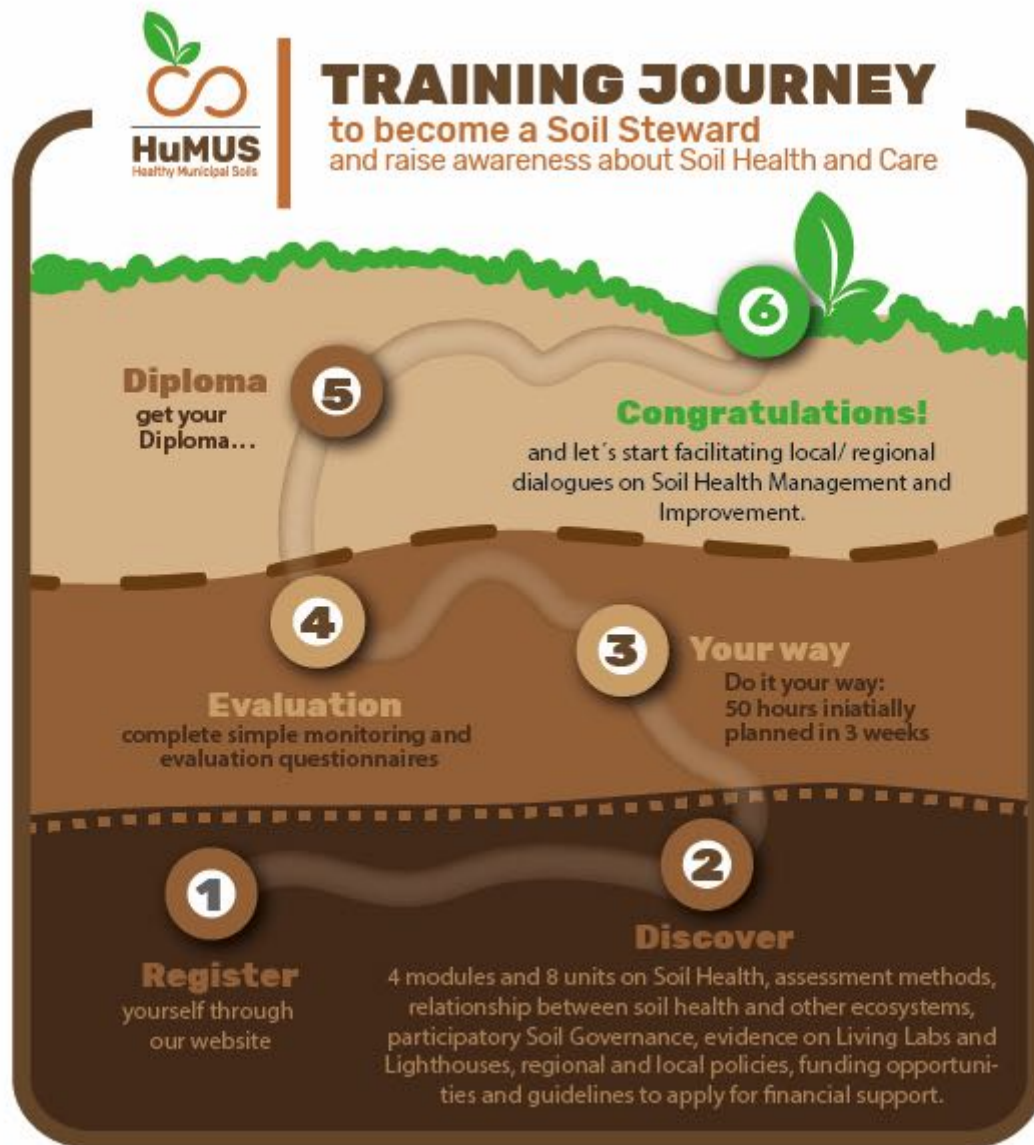 HuMUS
Healthy Municipal Soils
TRAINING JOURNEY
to become a Soil Steward
and raise awareness about Soil Health and Care
6
5
Diploma
get your
Diploma...
Congratulations!
and let´s start facilitating local/ regional
dialogues on Soil Health Management and
Improvement.
4
Evaluation
complete simple monitoring and
evaluation questionnaires
3
Your way
Do it your way:
50 hours iniatially
planned in 3 weeks
1
Register
yourself through
our website
2
Discover
4 modules and 8 units on Soil Health, assessment methods,
relationship between soil health and other ecosystems,
participatory Soil Governance, evidence on Living Labs and
Lighthouses, regional and local policies, funding opportuni-
ties and guidelines to apply for financial support.